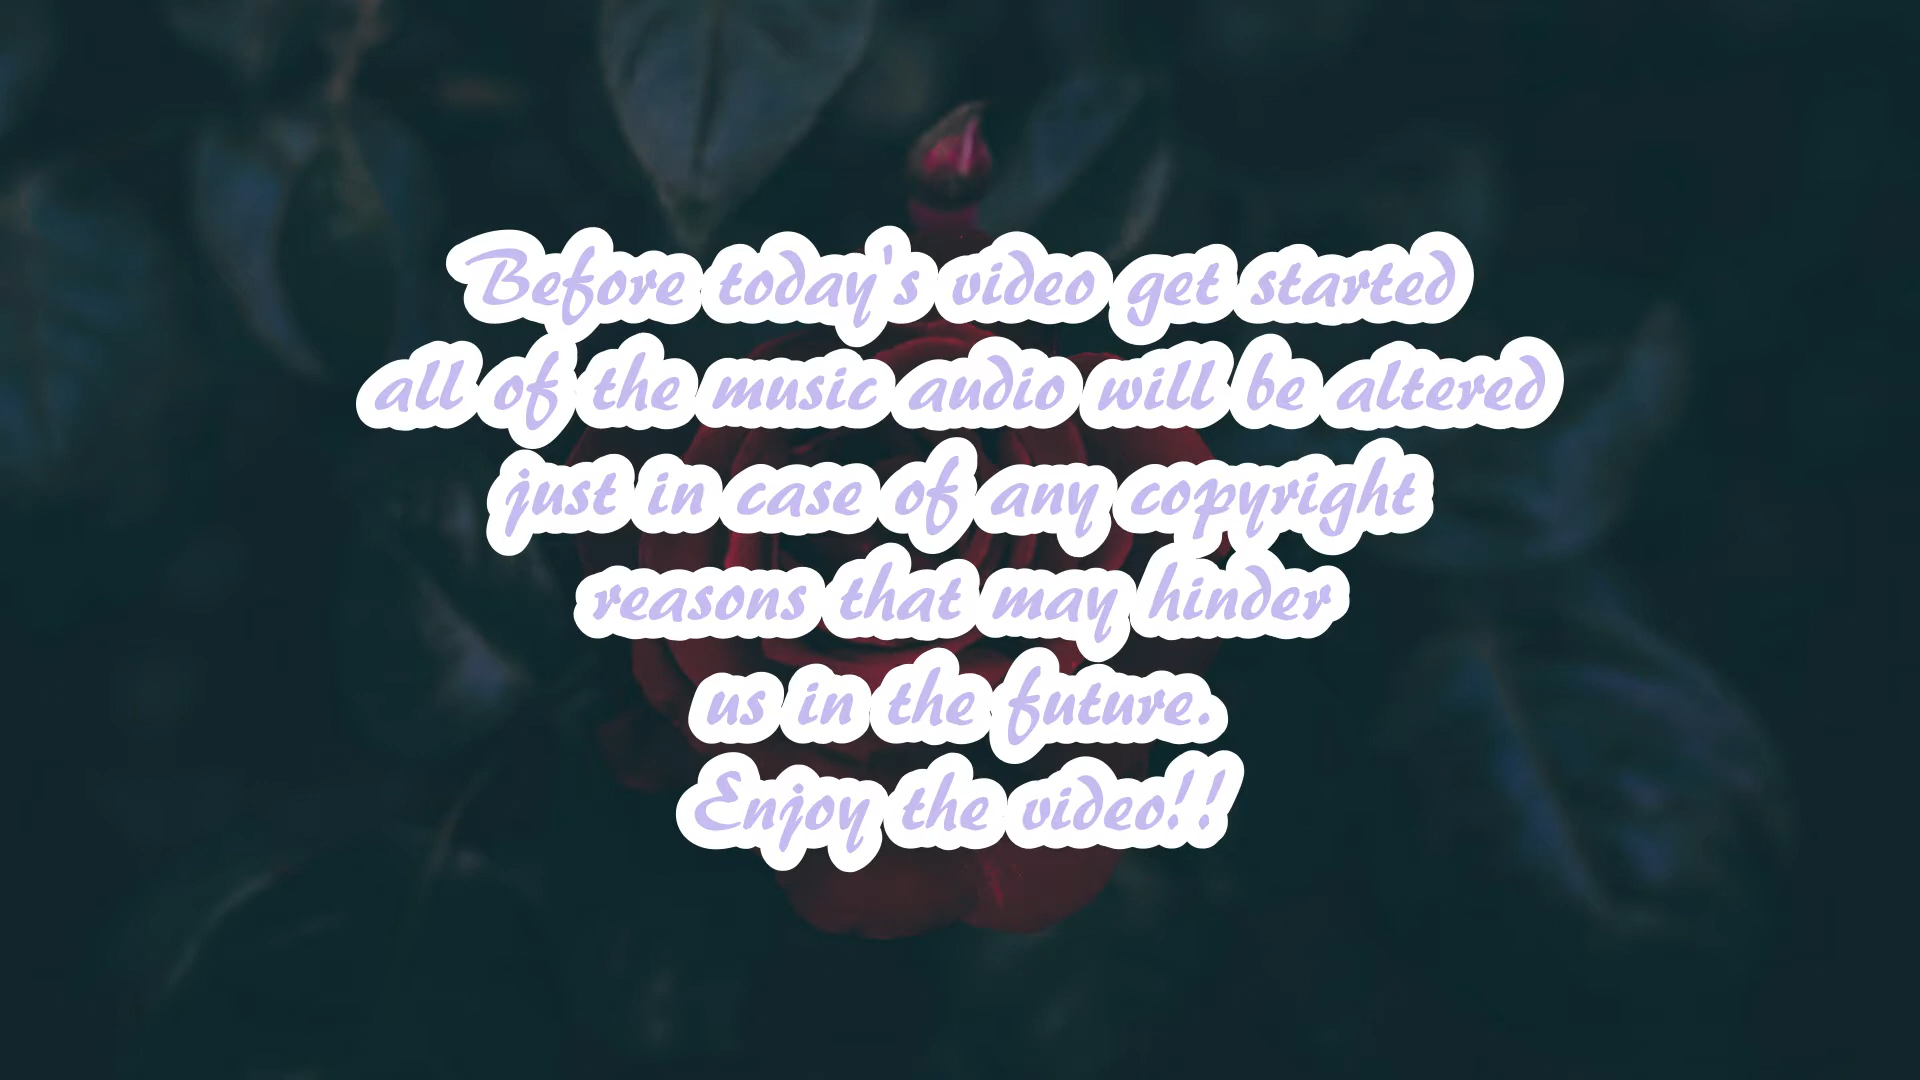 Before today's video get started
all of the music audio will be altered
just in case of any copyright
reasons that may hinder
us in the future.
Enjoy the video!!